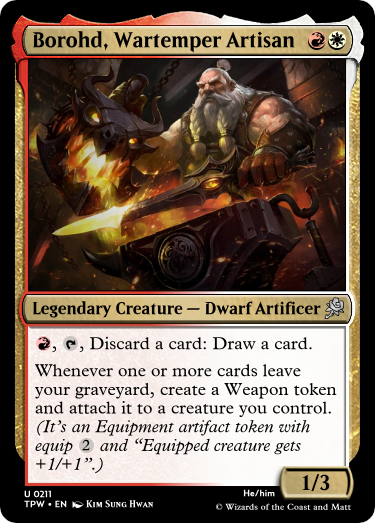 Borohd, Wartemper Artisan
Legendary Creature — Dwarf Artificer
, , Discard a card: Draw a card.
Whenever one or more cards leave
your graveyard, create a Weapon token
and attach it to a creature you control.
(It's an Equipment artifact token with
equip 2 and “Equipped creature gets
+1/+1”.)
1/3
U 0211
He/him
TPW • EN Kim Sung Hwan
© Wizards of the Coast and Matt